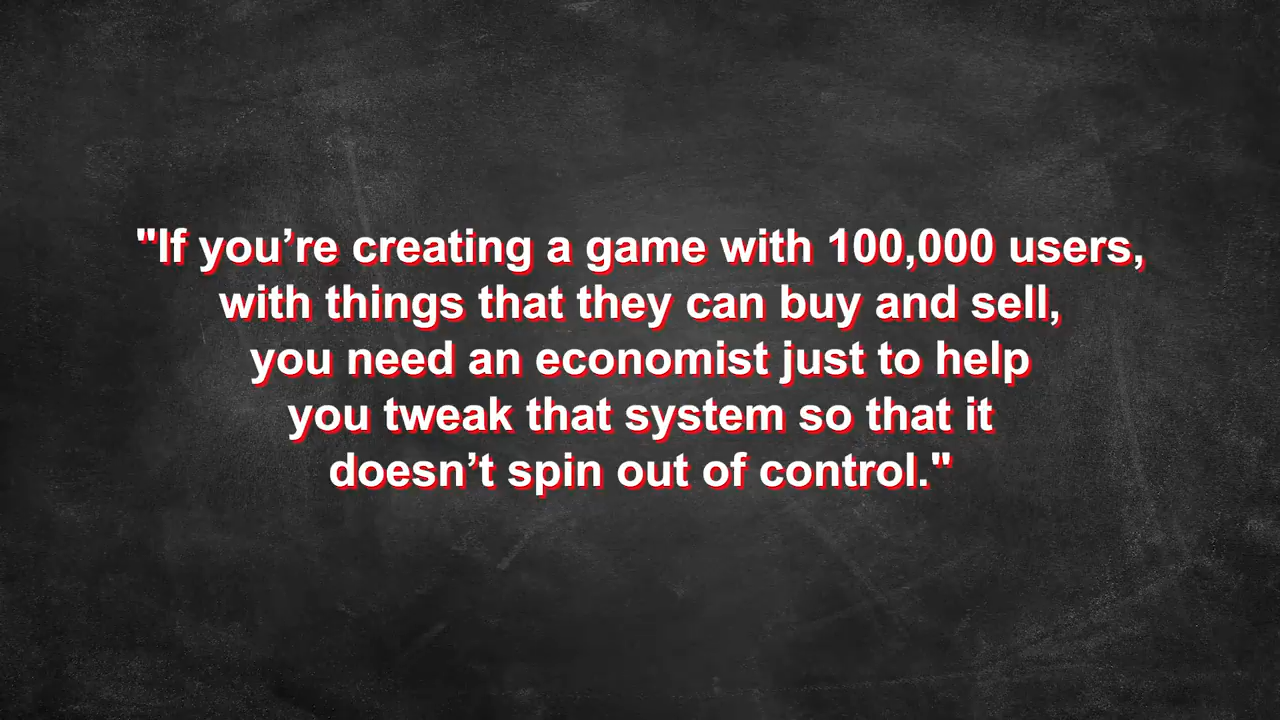 "If you’re creating a game with 100,000 users,
with things that they can buy and sell,
you need an economist just to help
you tweak that system so that it
doesn’t spin out of control."